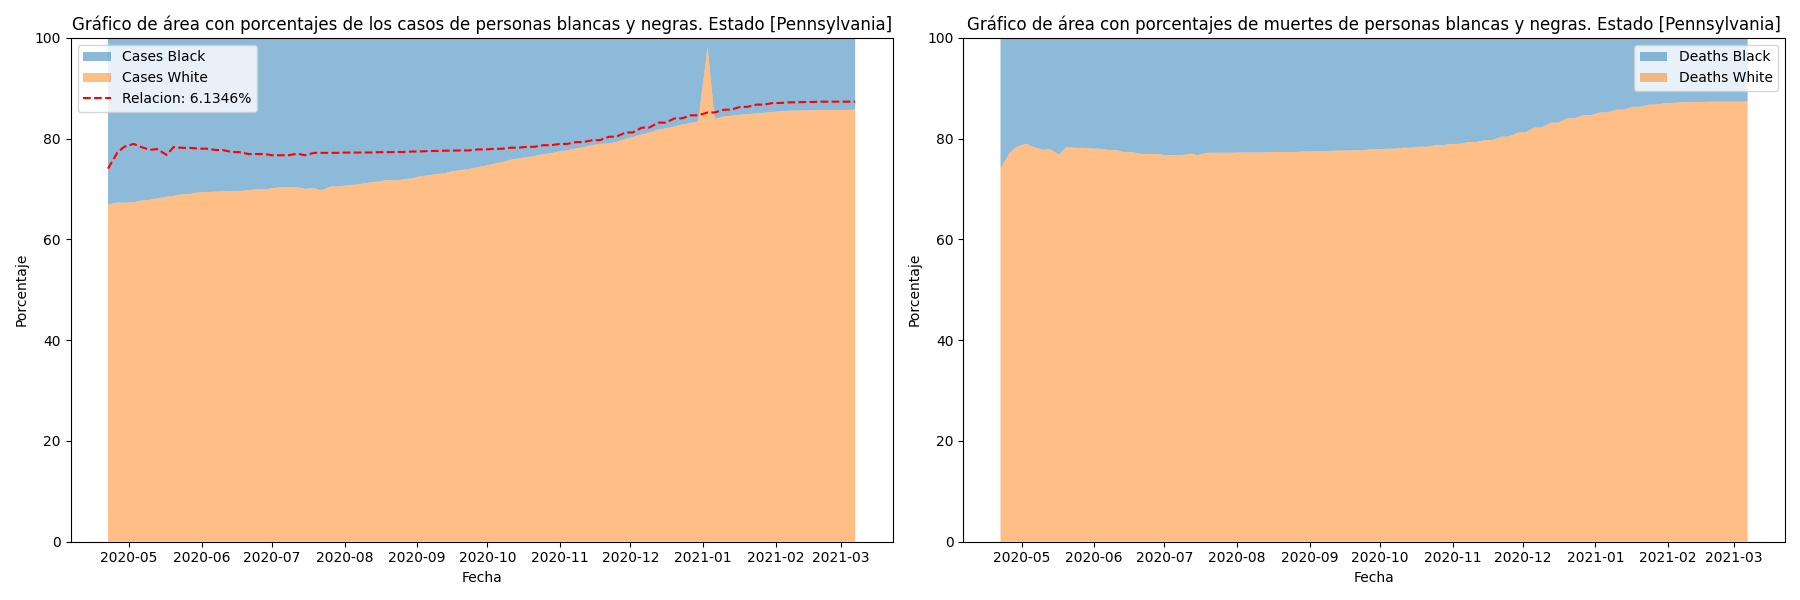 Gráfico de área con porcentajes de los casos de personas blancas y negras. Estado [Pennsylvania]
100
80
60
40
20
0
Porcentaje
Cases Black
Cases White
Relacion: 6.1346%
2020-05 2020-06 2020-07 2020-08 2020-09 2020-10 2020-11 2020-12 2021-01 2021-02 2021-03
Fecha
Gráfico de área con porcentajes de muertes de personas blancas y negras. Estado [Pennsylvania]
100
80
60
40
20
0
Porcentaje
Deaths Black
Deaths White
2020-05 2020-06 2020-07 2020-08 2020-09 2020-10 2020-11 2020-12 2021-01 2021-02 2021-03
Fecha